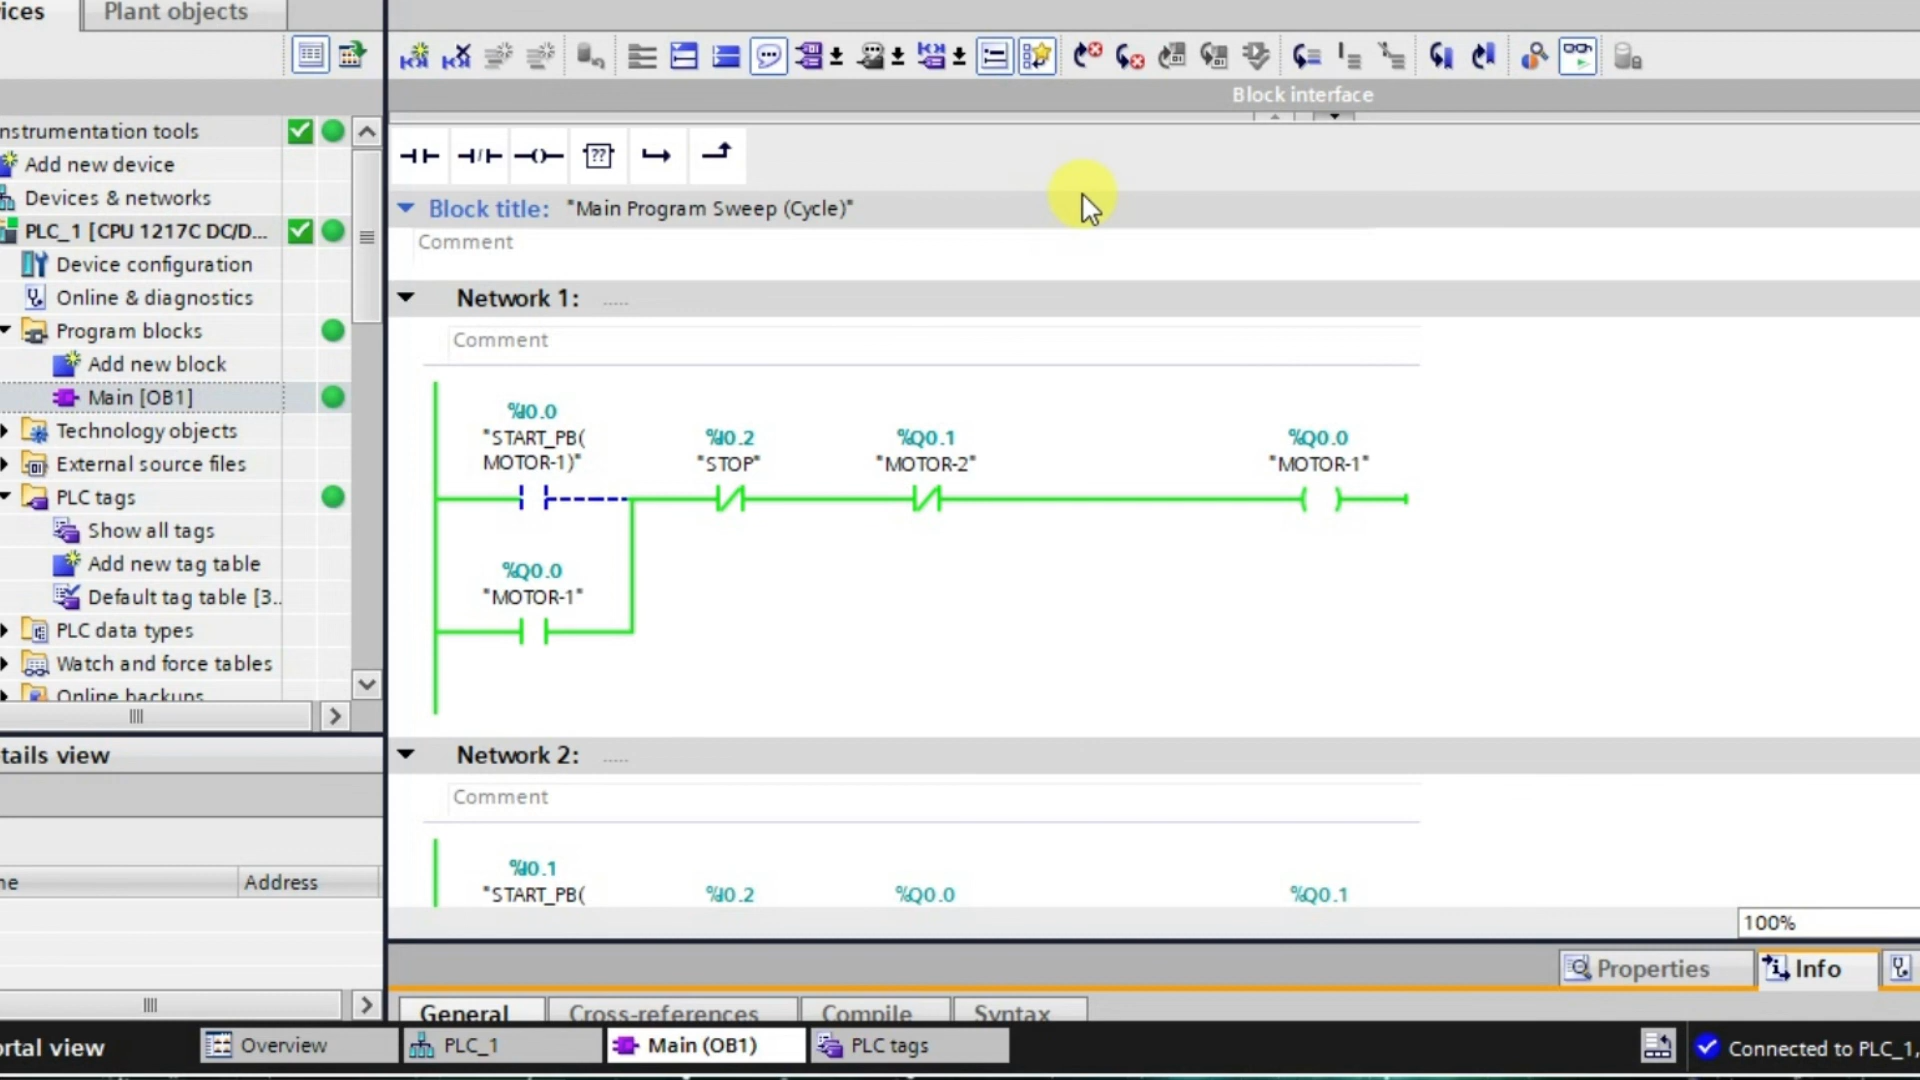 ices
Plant objects
Block interface
nstrumentation tools
Add new device
Devices & networks
PLC_1 [CPU 1217C DC/D...
Device configuration
Online & diagnostics
Program blocks
Add new block
Main [OB1]
Technology objects
External source files
PLC tags
Show all tags
Add new tag table
Default tag table [3..
PLC data types
Watch and force tables
Online backups
tails view
ne
Address
??
Block title: "Main Program Sweep (Cycle)"
Comment
Network 1: .....
Comment
%I0.0
"START_PB(
MOTOR-1)"
%I0.2
"STOP"
%Q0.1
"MOTOR-2"
%Q0.0
"MOTOR-1"
%Q0.0
"MOTOR-1"
Network 2: .....
Comment
%I0.1
"START_PB(
%I0.2
%Q0.0
%Q0.1
100%
Properties
Info
General
Cross-references
Compile
Syntax
ortal view
Overview
PLC_1
Main (OB1)
PLC tags
Connected to PLC_1,